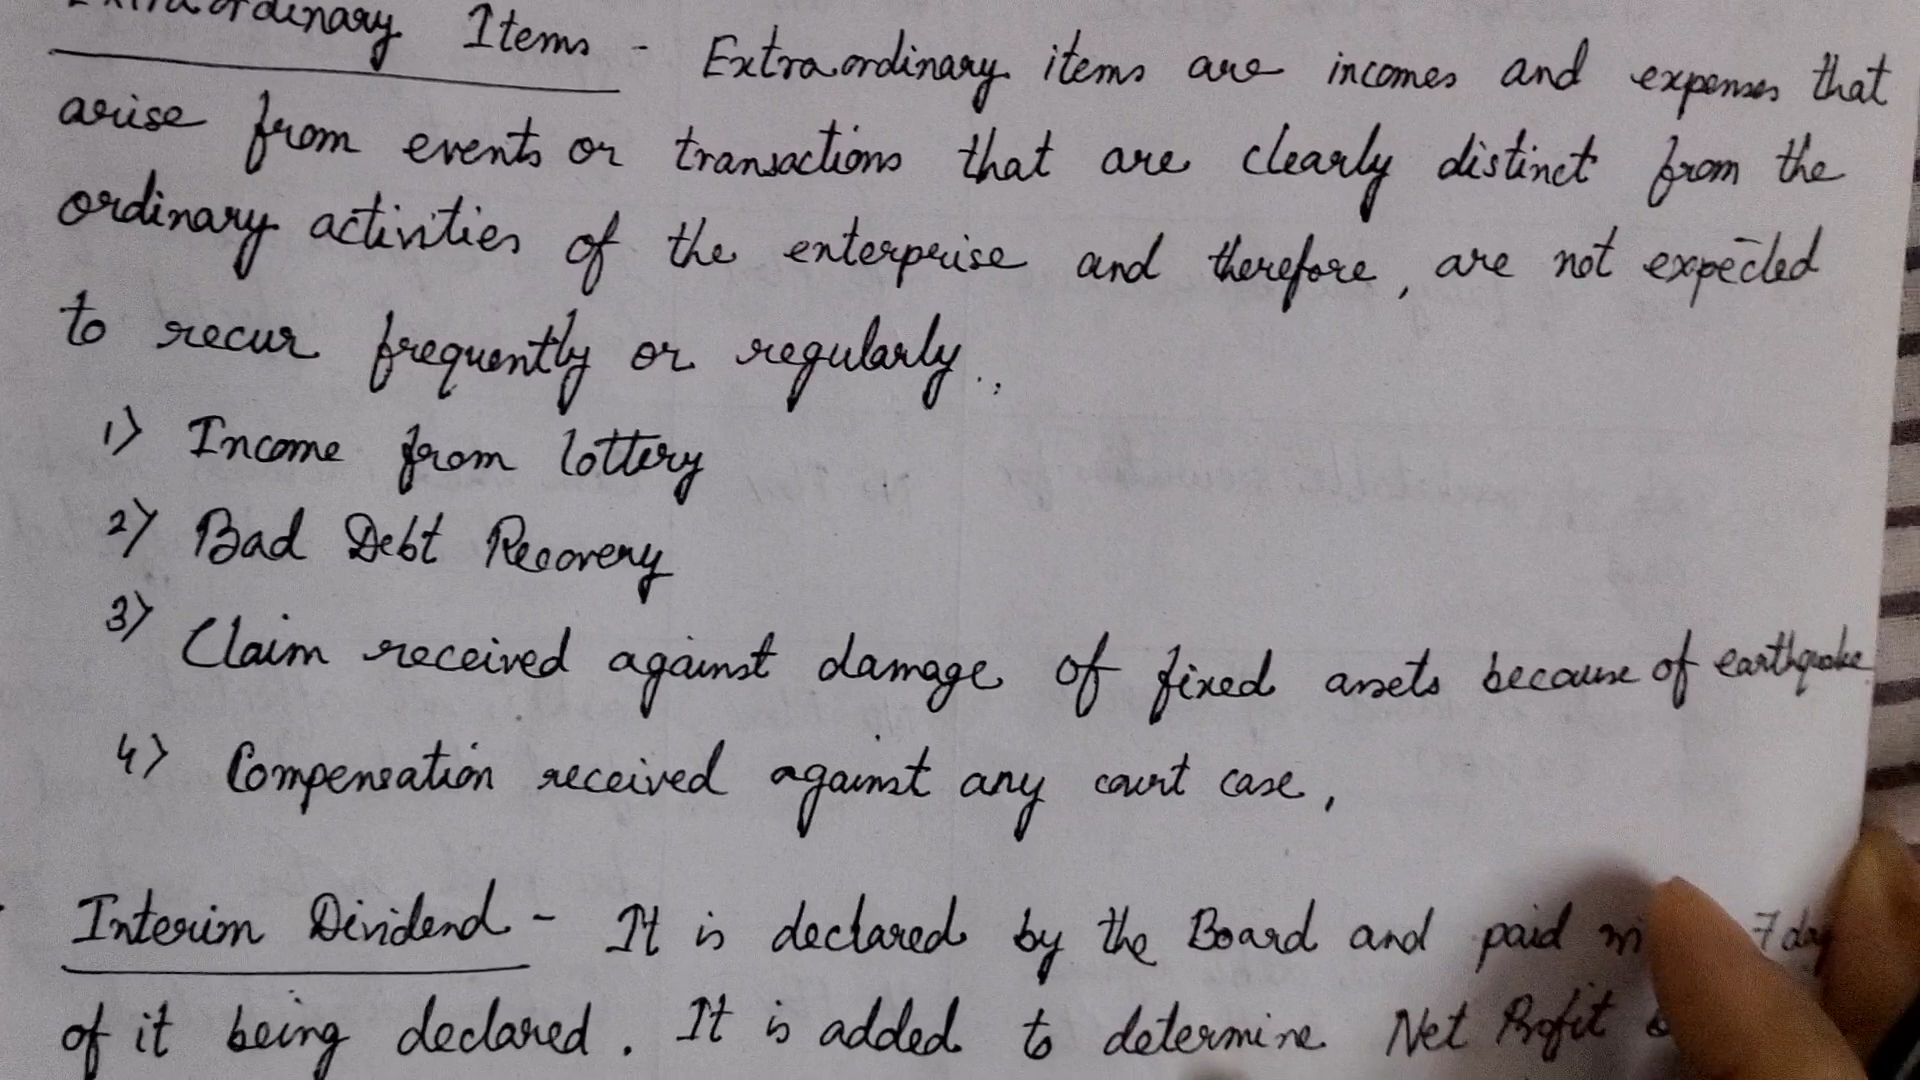 Extraordinary Items - Extraordinary items are incomes and expenses that
arise from events or transactions that are clearly distinct from the
ordinary activities of the enterprise and therefore, are not expected
to recur frequently or regularly.
1) Income from lottery
2) Bad Debt Recovery
3) Claim received against damage of fixed assets because of earthquake
4) Compensation received against any court case,
Interim Dividend - It is declared by the Board and paid 7 day
of it being declared. It is added to determine Net Profit